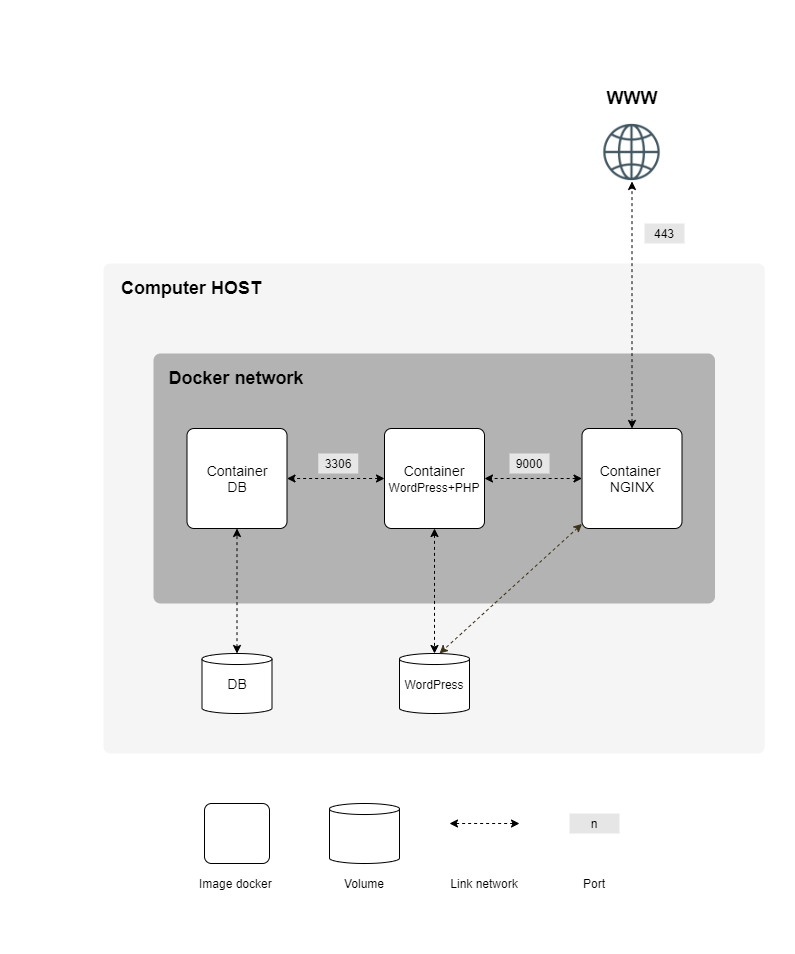 WWW
443
Computer HOST
Docker network
Container
DB
3306
Container
WordPress+PHP
9000
Container
NGINX
DB
WordPress
n
Image docker
Volume
Link network
Port